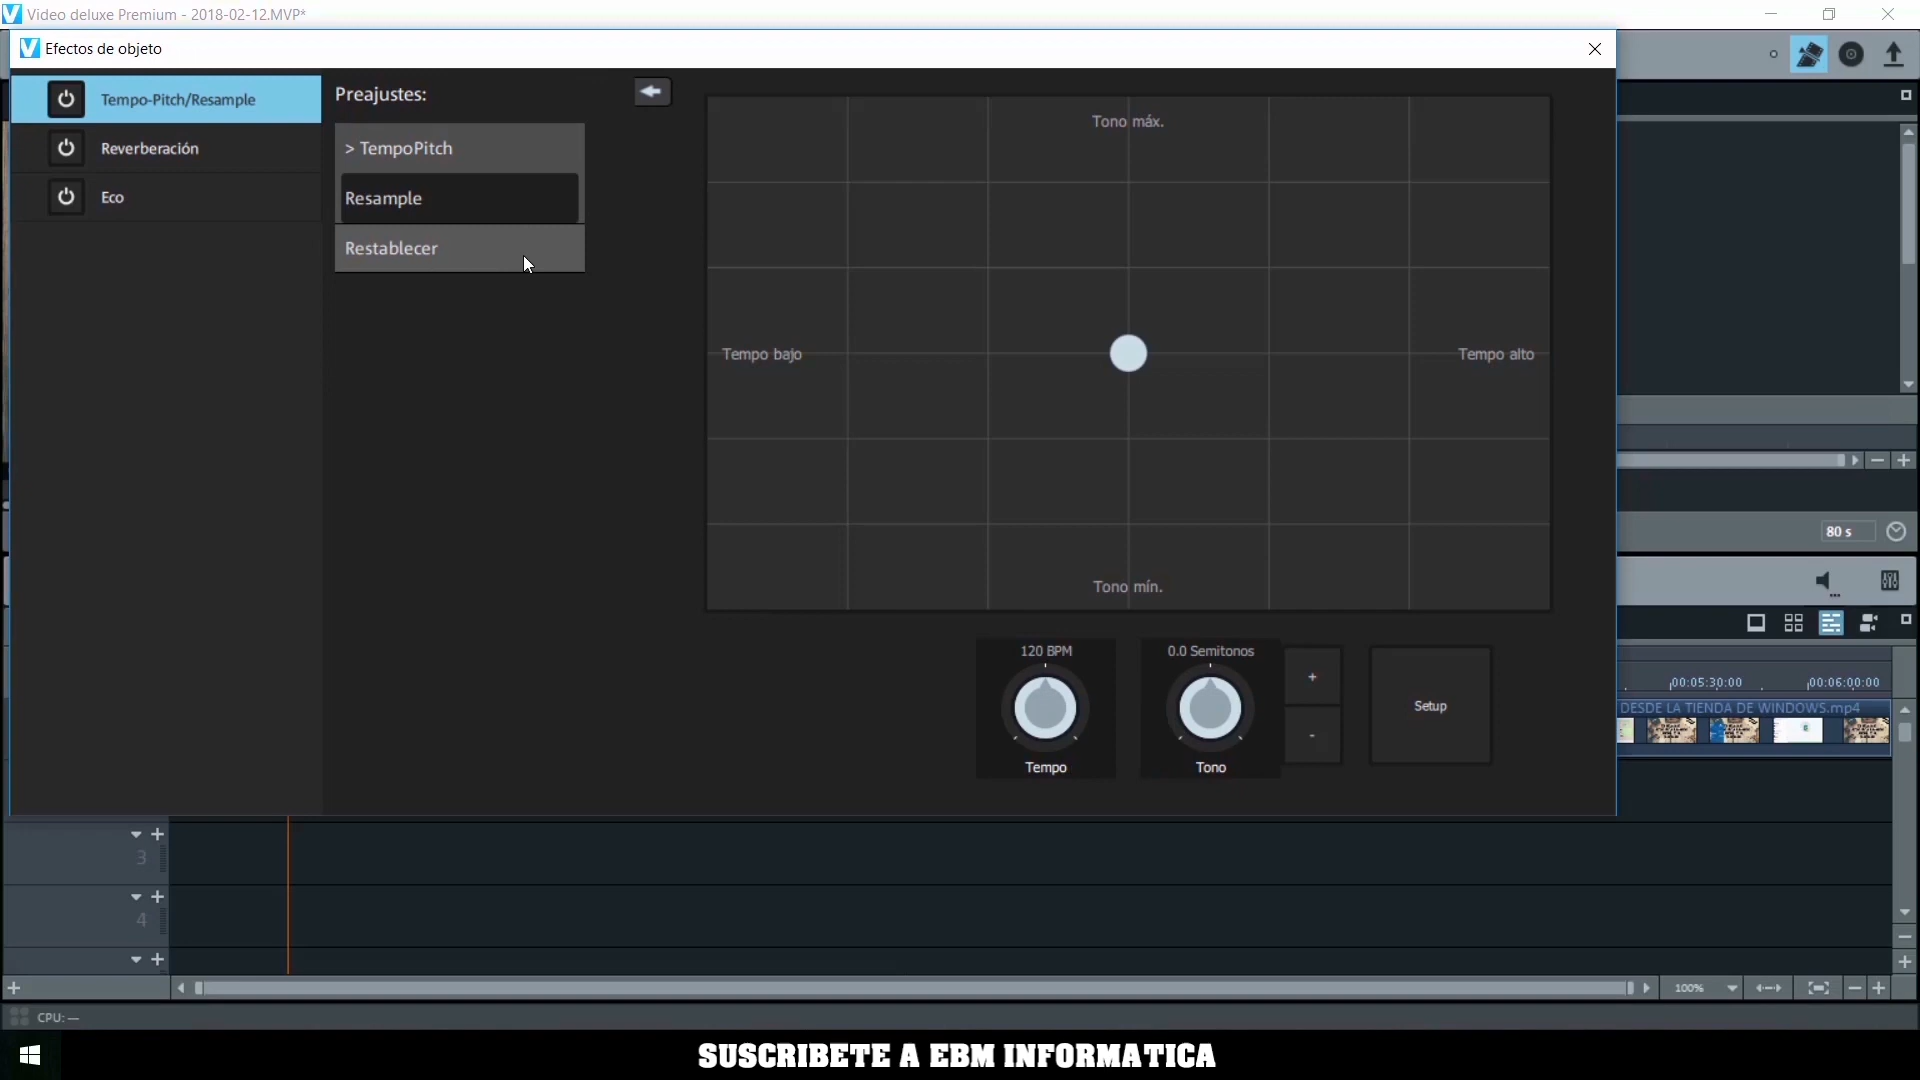 Video deluxe Premium - 2018-02-12.MVP*
Efectos de objeto
Tempo-Pitch/Resample
Reverberación
Eco
Preajustes:
> TempoPitch
Resample
Restablecer
Tono máx.
Tempo bajo
Tempo alto
Tono mín.
120 BPM
Tempo
0.0 Semitonos
Tono
+
-
Setup
80 s
00:05:30:00
00:06:00:00
DESDE LA TIENDA DE WINDOWS.mp4
3
4
100%
CPU: —
SUSCRIBETE A EBM INFORMATICA